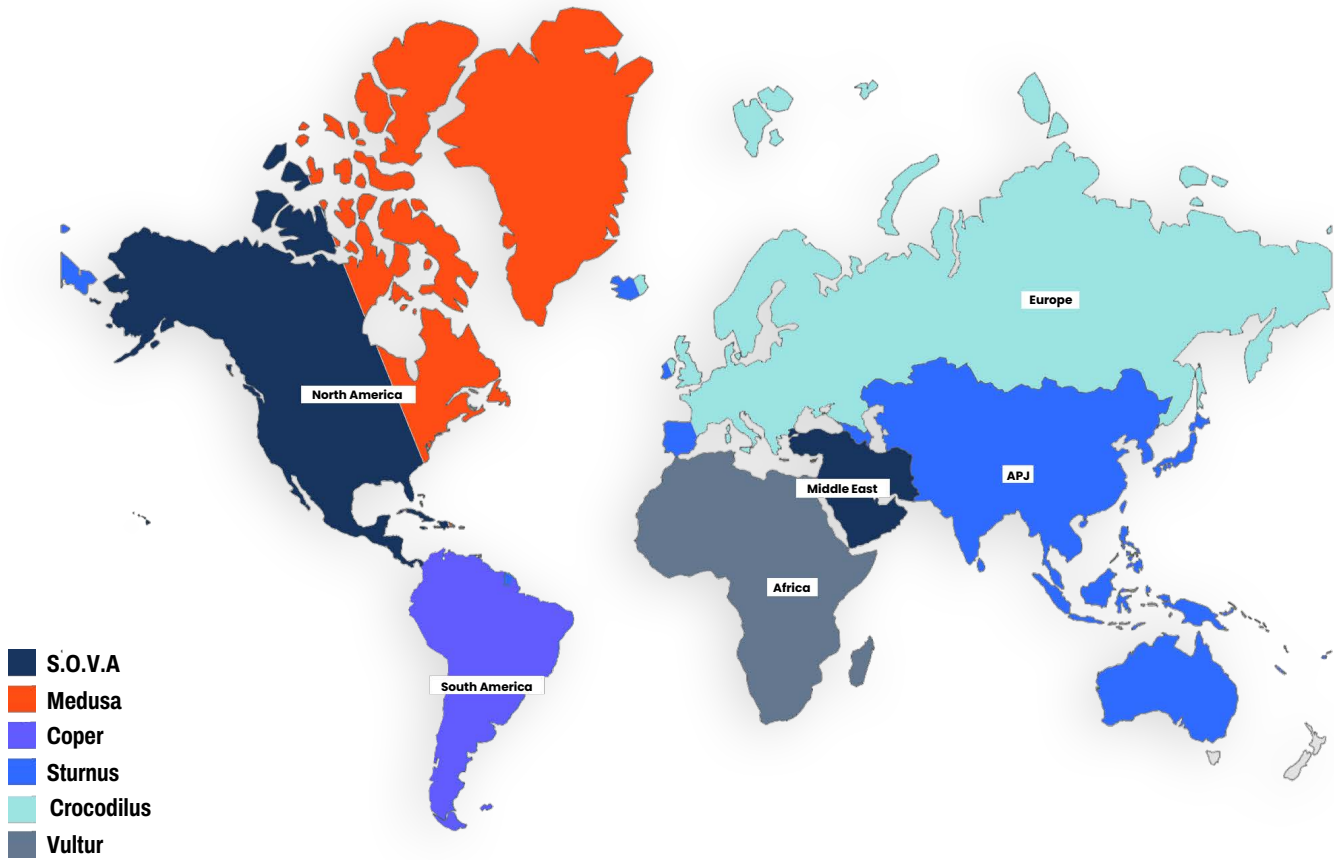 Europe
North America
APJ
Middle East
Africa
South America
S.O.V.A
Medusa
Coper
Sturnus
Crocodilus
Vultur